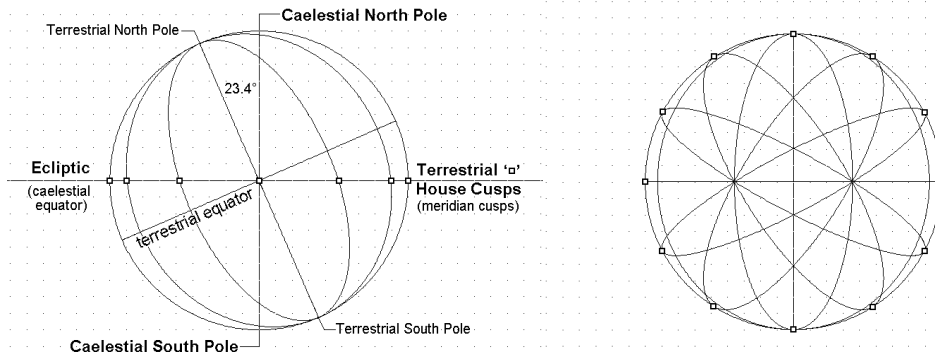 Caelestial North Pole
Terrestrial North Pole
23.4°
Ecliptic
(caelestial
equator)
Terrestrial ‘¤’
House Cusps
(meridian cusps)
terrestrial equator
Terrestrial South Pole
Caelestial South Pole